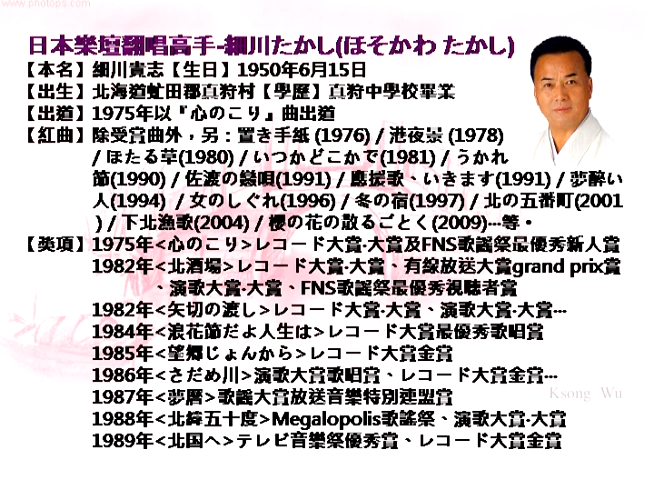 www.photops.com
日本樂壇翻唱高手-細川たかし(ほそかわ たかし)
【本名】細川貴志【生日】1950年6月15日
【出生】北海道虻田郡真狩村【學歷】真狩中學校畢業
【出道】1975年以『心のこり』曲出道
【紅曲】除受賞曲外，另：置き手紙 (1976) / 港夜景 (1978)
/ ほたる草(1980) / いつかどこかで(1981) / うかれ
節(1990) / 佐渡の戀唄(1991) / 應援歌、いきます(1991) / 夢醉い
人(1994) / 女のしぐれ(1996) / 冬の宿(1997) / 北の五番町(2001
) / 下北漁歌(2004) / 櫻の花の散るごとく(2009)…等。
【奖項】1975年<心のこり>レコード大賞-大賞及FNS歌謡祭最優秀新人賞
1982年<北酒場>レコード大賞-大賞、有線放送大賞grand prix賞
、演歌大賞-大賞、FNS歌謡祭最優秀視聴者賞
1982年<矢切の渡し>レコード大賞-大賞、演歌大賞-大賞…
1984年<浪花節だよ人生は>レコード大賞最優秀歌唱賞
1985年<望郷じょんから>レコード大賞金賞
1986年<さだめ川>演歌大賞歌唱賞、レコード大賞金賞…
1987年<夢暦>歌謡大賞放送音樂特別連盟賞
1988年<北緯五十度>Megalopolis歌謡祭、演歌大賞-大賞
1989年<北国へ>テレビ音樂祭優秀賞、レコード大賞金賞
Ksong Wu